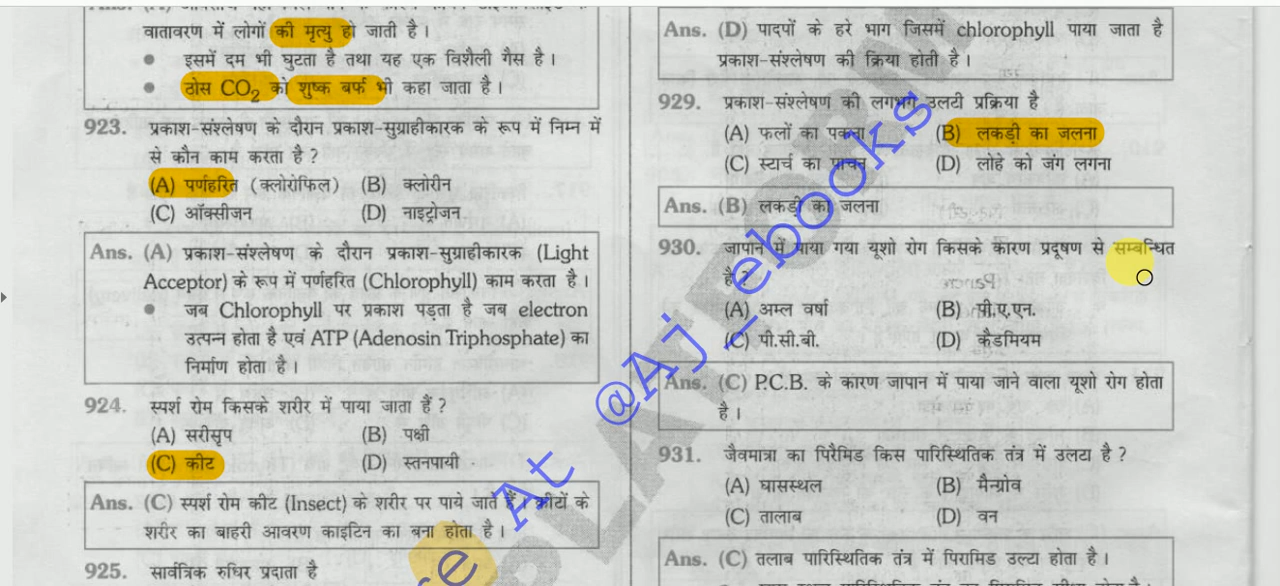 वातावरण में लोगों की मृत्यु हो जाती है।
● इसमें दम भी घुटता है तथा यह एक विशैली गैस है।
● ठोस CO2 को शुष्क बर्फ भी कहा जाता है।
923. प्रकाश-संश्लेषण के दौरान प्रकाश-सुग्राहीकारक के रूप में निम्न में
से कौन काम करता है ?
(A) पर्णहरित (क्लोरोफिल) (B) क्लोरीन
(C) ऑक्सीजन (D) नाइट्रोजन
Ans. (A) प्रकाश-संश्लेषण के दौरान प्रकाश-सुग्राहीकारक (Light
Acceptor) के रूप में पर्णहरित (Chlorophyll) काम करता है।
● जब Chlorophyll पर प्रकाश पड़ता है जब electron
उत्पन्न होता है एवं ATP (Adenosin Triphosphate) का
निर्माण होता है।
924. स्पर्श रोम किसके शरीर में पाया जाता हैं ?
(A) सरीसृप (B) पक्षी
(C) कीट (D) स्तनपायी
Ans. (C) स्पर्श रोम कीट (Insect) के शरीर पर पाये जाते हैं। कीटों के
शरीर का बाहरी आवरण काइटिन का बना होता है।
925. सार्वत्रिक रुधिर प्रदाता है
Ans. (D) पादपों के हरे भाग जिसमें chlorophyll पाया जाता है
प्रकाश-संश्लेषण की क्रिया होती है।
929. प्रकाश-संश्लेषण की लगभग उलटी प्रक्रिया है
(A) फलों का पकना (B) लकड़ी का जलना
(C) स्टार्च का पाचन (D) लोहे को जंग लगना
Ans. (B) लकड़ी का जलना
930. जापान में पाया गया यूशो रोग किसके कारण प्रदूषण से सम्बन्धित
है ?
(A) अम्ल वर्षा (B) पी.ए.एन.
(C) पी.सी.बी. (D) कैडमियम
Ans. (C) P.C.B. के कारण जापान में पाया जाने वाला यूशो रोग होता
है।
931. जैवमात्रा का पिरैमिड किस पारिस्थितिक तंत्र में उलटा है ?
(A) घासस्थल (B) मैन्ग्रोव
(C) तालाब (D) वन
Ans. (C) तलाब पारिस्थितिक तंत्र में पिरामिड उल्टा होता है।
At @Aj_ebooks